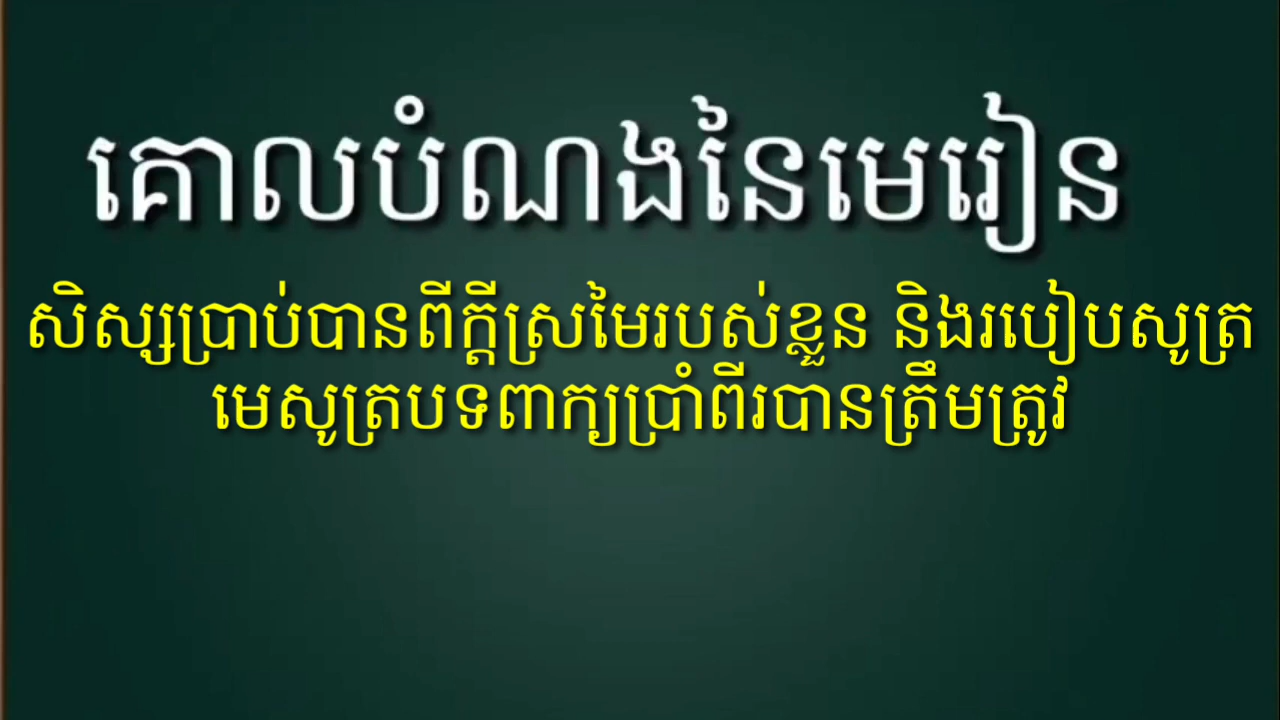 គោលបំណងនៃមេរៀន
សិស្សប្រាប់បានពីក្ដីស្រមៃរបស់ខ្លួន និងរបៀបសូត្រ
មេសូត្របទពាក្យប្រាំពីរបានត្រឹមត្រូវ